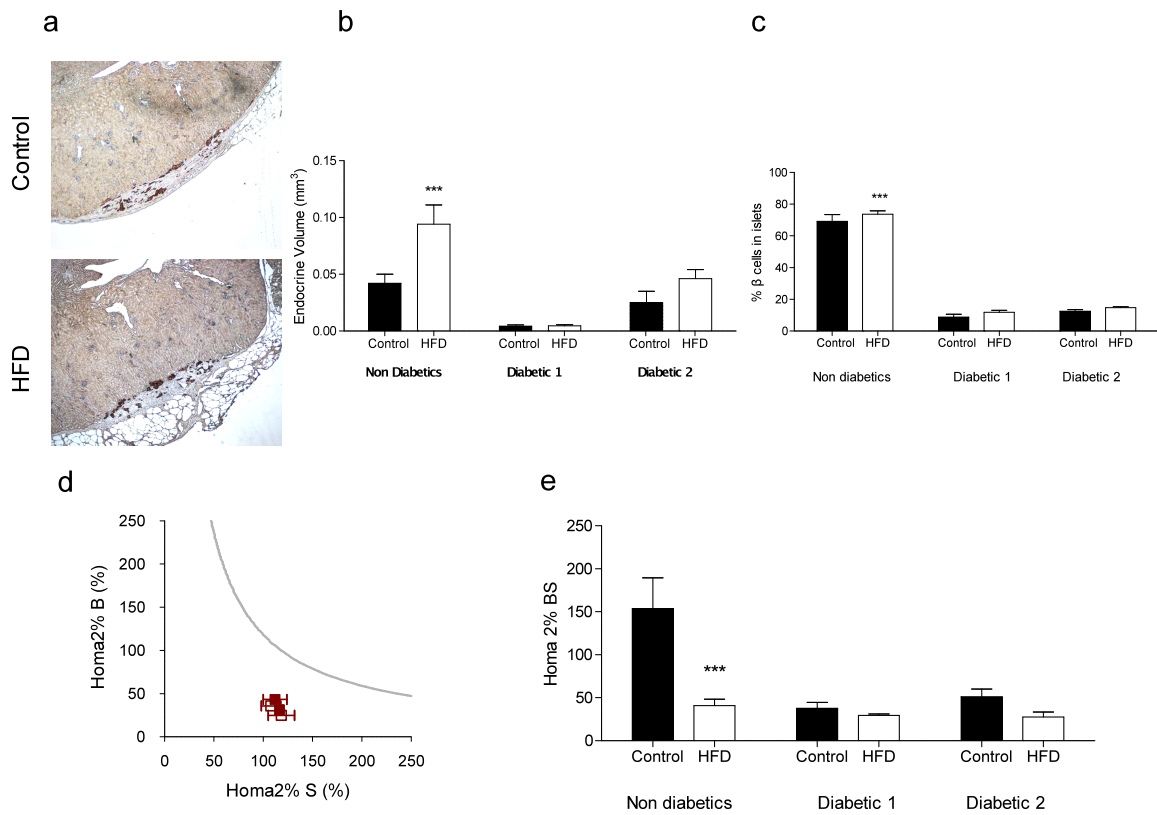 a
b
c
Control
HFD
Endocrine Volume (mm³)
0.15
0.10
0.05
0.00
***
Control HFD Control HFD Control HFD
Non Diabetics Diabetic 1 Diabetic 2
% β cells in islets
100
80
60
40
20
0
***
Control HFD Control HFD Control HFD
Non diabetics Diabetic 1 Diabetic 2
d
Homa2% B (%)
250
200
150
100
50
0
0 50 100 150 200 250
Homa2% S (%)
e
Homa 2% BS
250
200
150
100
50
0
***
Control HFD Control HFD Control HFD
Non diabetics Diabetic 1 Diabetic 2